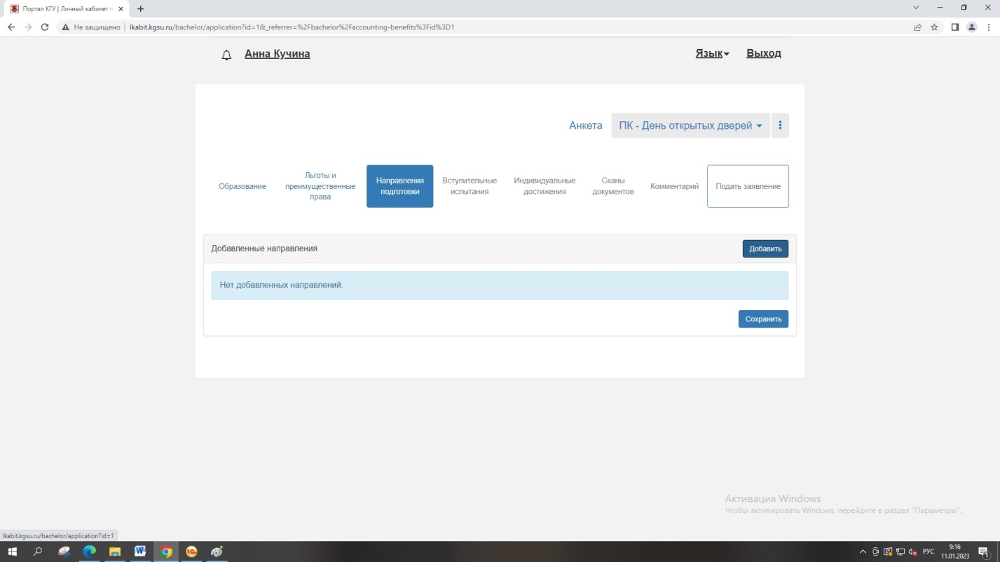 Портал КГУ | Личный кабинет п
Не защищено | lkabit.kgsu.ru/bachelor/application?id=1&_referrer=%2Fbachelor%2Faccounting-benefits%3Fid%3D1
Анна Кучина
Язык
Выход
Анкета
ПК - День открытых дверей
Образование
Льготы и
преимущественные
права
Направления
подготовки
Вступительные
испытания
Индивидуальные
достижения
Сканы
документов
Комментарий
Подать заявление
Добавленные направления
Добавить
Нет добавленных направлений.
Сохранить
Активация Windows
Чтобы активировать Windows, перейдите в раздел "Параметры".
lkabit.kgsu.ru/bachelor/application?id=1
РУС
9:16
11.01.2023
1